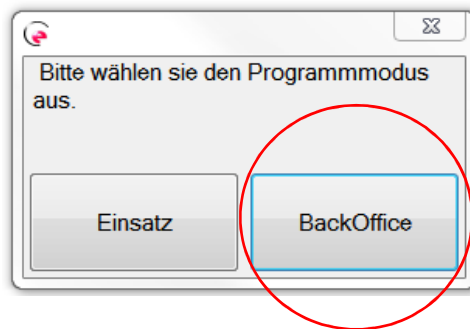 Bitte wählen sie den Programmmodus
aus.
Einsatz BackOffice